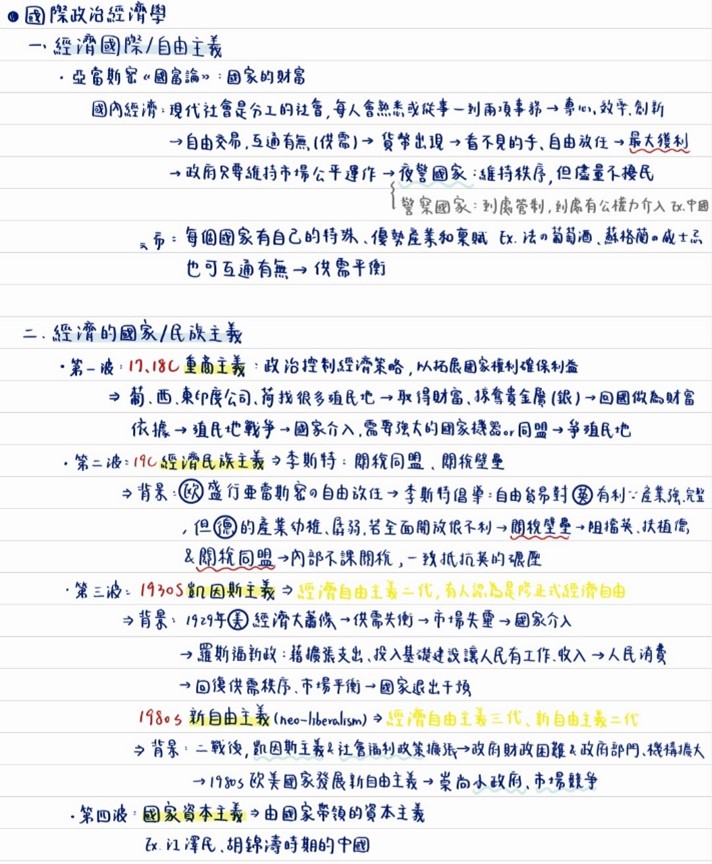 ● 國際政治經濟學
一、經濟國際/自由主義
・亞當斯密《國富論》：國家的財富
國內經濟：現代社會是分工的社會，每人會熟悉或從事一到兩項事務→專心、效率、創新
→自由交易，互通有無(供需)→貨幣出現→看不見的手、自由放任→最大獲利
→政府只要維持市場公平運作→夜警國家：維持秩序，但儘量不擾民
警察國家：到處管制，到處有公權力介入 Ex.中國
：每個國家有自己的特殊、優勢產業和稟賦 Ex. 法の葡萄酒、蘇格蘭の威士忌
也可互通有無→供需平衡
二、經濟的國家/民族主義
・第一波：17、18C 重商主義：政治控制經濟策略，以拓展國家權利確保利益
⇒ 葡、西、東印度公司、荷找很多殖民地→取得財富、掠奪貴金屬(銀)→回國做為財富
依據→殖民地戰爭→國家介入，需要強大的國家機器or同盟→爭殖民地
・第二波：19C 經濟民族主義⇒李斯特：關稅同盟、關稅壁壘
⇒ 背景：歐盛行亞當斯密の自由放任→李斯特倡導：自由貿易對英有利∵產業強、完整
，但德的產業幼稚、孱弱，若全面開放很不利→關稅壁壘→阻擋英、扶植德，
&關稅同盟→內部不課關稅，一致抵抗英的碾壓
・第三波：1930s 凱因斯主義⇒經濟自由主義二代，有人認為是修正式經濟自由
⇒ 背景：1929年美經濟大蕭條→供需失衡→市場失靈→國家介入
→羅斯福新政：藉擴張支出、投入基礎建設讓人民有工作、收入→人民消費
→回復供需秩序、市場平衡→國家退出干預
1980s 新自由主義(neo-liberalism)⇒經濟自由主義三代、新自由主義二代
⇒ 背景：二戰後，凱因斯主義&社會福利政策擴張→政府財政困難&政府部門、機構擴大
→1980s歐美國家發展新自由主義→崇尚小政府、市場競爭
・第四波：國家資本主義⇒由國家帶領的資本主義
Ex. 江澤民、胡錦濤時期的中國